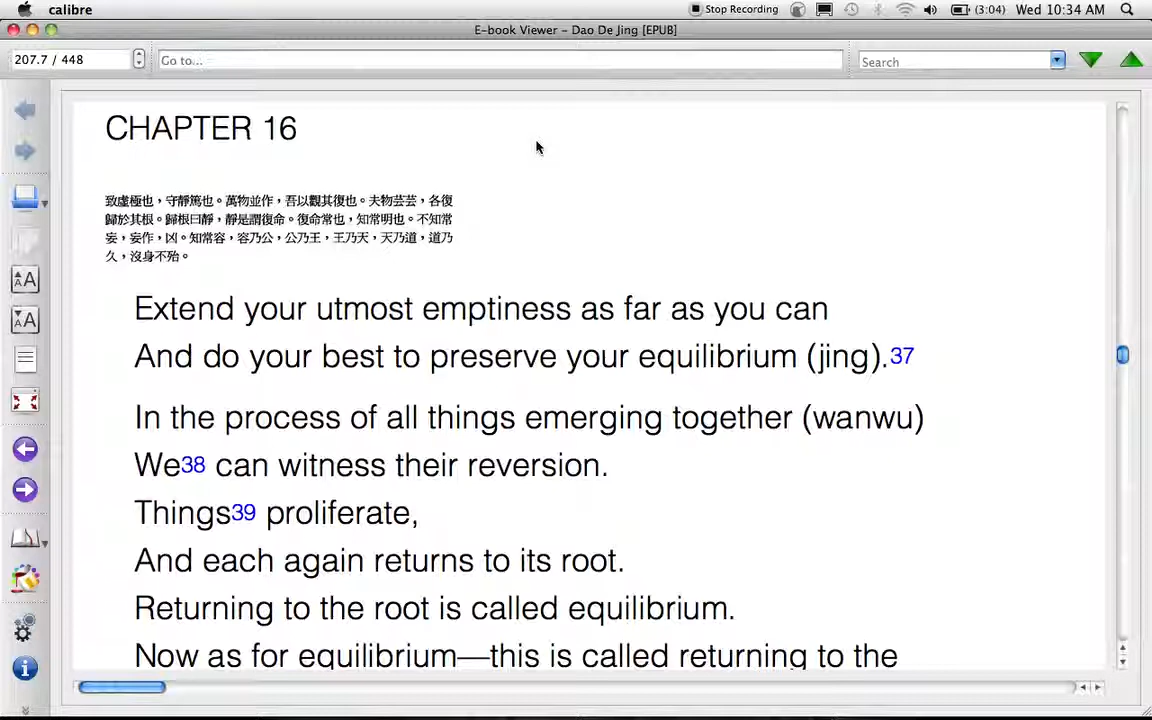 calibre
Stop Recording
(3:04)
Wed 10:34 AM
E-book Viewer – Dao De Jing [EPUB]
207.7 / 448
Go to...
Search
CHAPTER 16
致虛極也，守靜篤也。萬物並作，吾以觀其復也。夫物芸芸，各復
歸於其根。歸根曰靜，靜是謂復命。復命常也，知常明也。不知常
妄，妄作，凶。知常容，容乃公，公乃王，王乃天，天乃道，道乃
久，沒身不殆。
Extend your utmost emptiness as far as you can
And do your best to preserve your equilibrium (jing).37
In the process of all things emerging together (wanwu)
We38 can witness their reversion.
Things39 proliferate,
And each again returns to its root.
Returning to the root is called equilibrium.
Now as for equilibrium—this is called returning to the